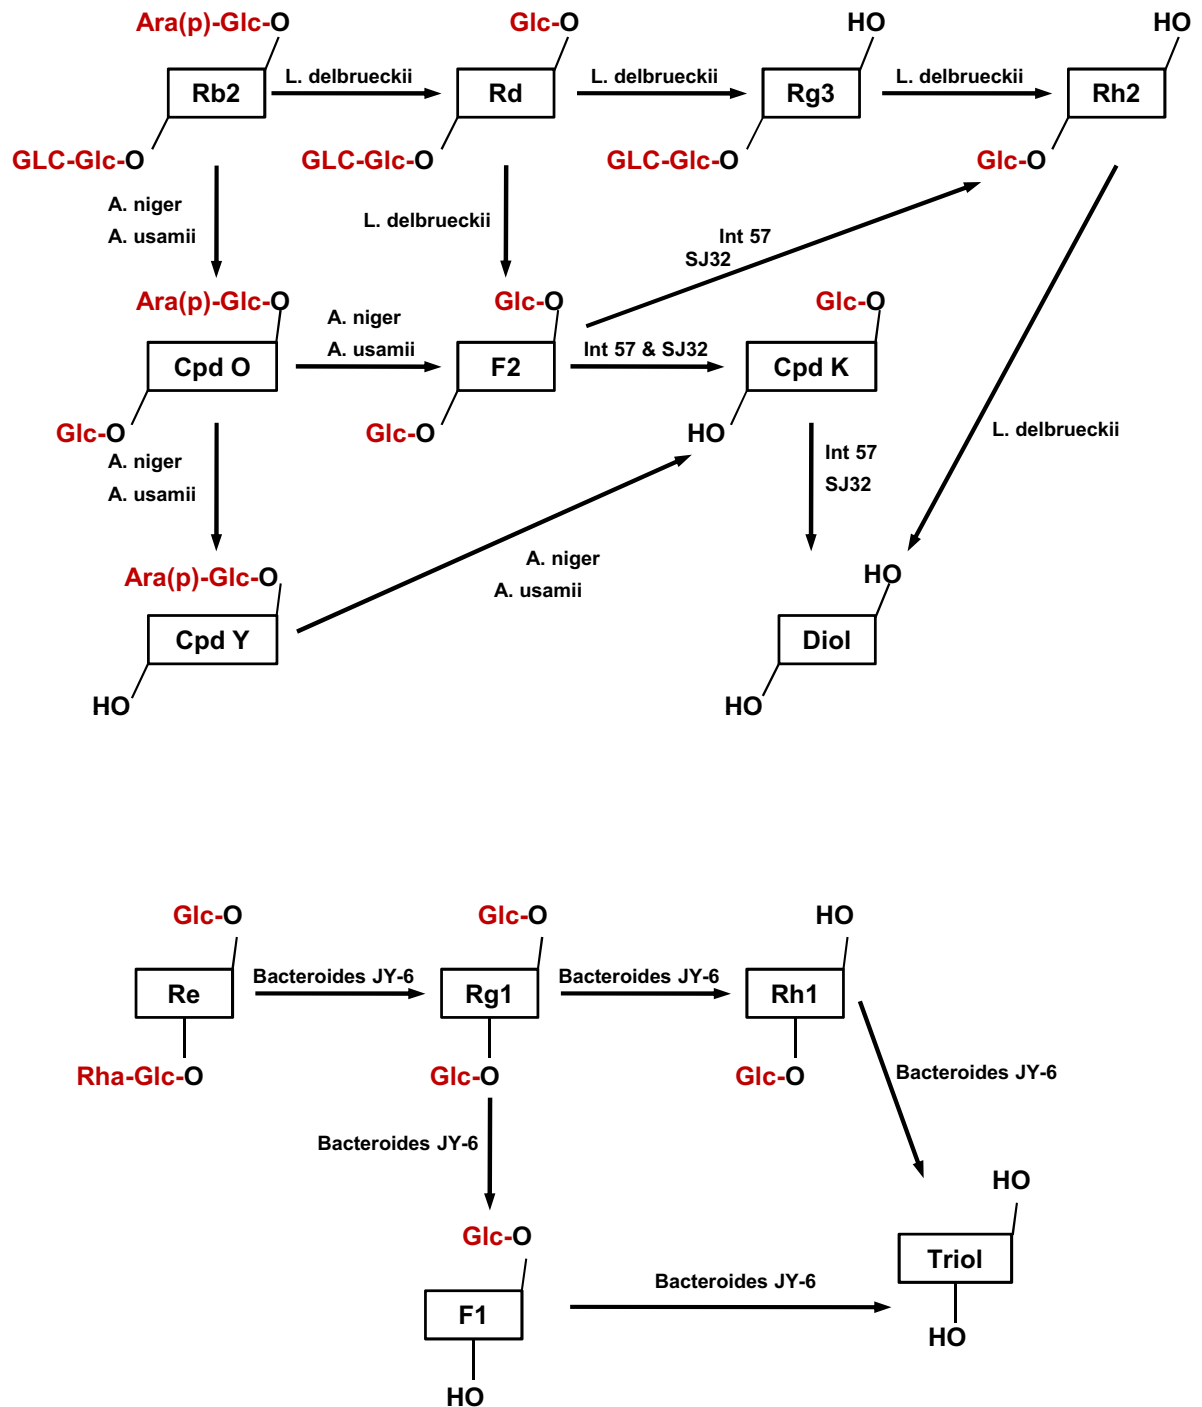 Ara(p)-Glc-O
Glc-O
HO
HO
Rb2
L. delbrueckii
Rd
L. delbrueckii
Rg3
L. delbrueckii
Rh2
GLC-Glc-O
GLC-Glc-O
GLC-Glc-O
Glc-O
A. niger
A. usamii
L. delbrueckii
Int 57
SJ32
Ara(p)-Glc-O
Glc-O
Glc-O
A. niger
A. usamii
Cpd O
F2
Int 57 & SJ32
Cpd K
Glc-O
Glc-O
HO
L. delbrueckii
A. niger
A. usamii
Int 57
SJ32
A. niger
A. usamii
Ara(p)-Glc-O
HO
Cpd Y
Diol
HO
HO
Glc-O
Glc-O
HO
Re
Bacteroides JY-6
Rg1
Bacteroides JY-6
Rh1
Rha-Glc-O
Glc-O
Glc-O
Bacteroides JY-6
Bacteroides JY-6
HO
Glc-O
Triol
Bacteroides JY-6
F1
HO
HO